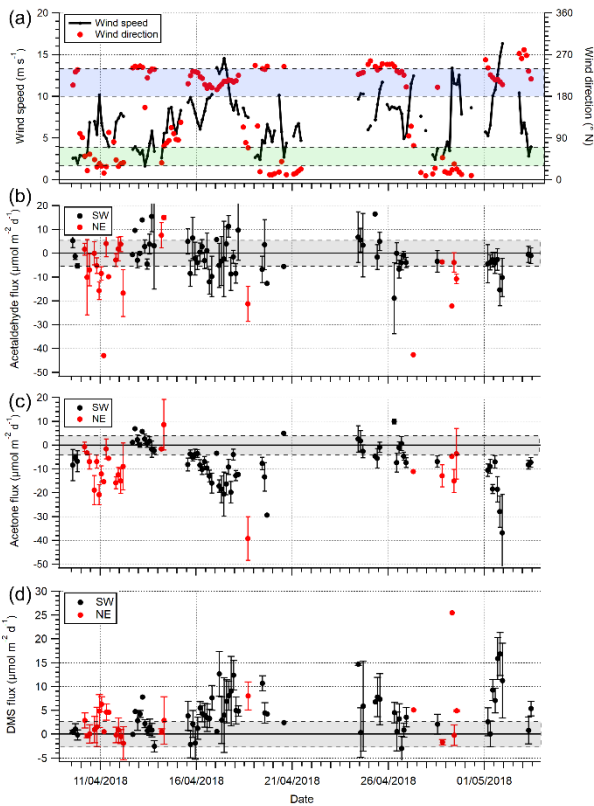 (a)
Wind speed
Wind direction
Wind speed (m s⁻¹)
20
15
10
5
0
Wind direction (° N)
360
270
180
90
0
(b)
SW
NE
Acetaldehyde flux (µmol m⁻² d⁻¹)
20
10
0
-10
-20
-30
-40
-50
(c)
SW
NE
Acetone flux (µmol m⁻² d⁻¹)
20
10
0
-10
-20
-30
-40
-50
(d)
SW
NE
DMS flux (µmol m⁻² d⁻¹)
30
25
20
15
10
5
0
-5
11/04/2018 16/04/2018 21/04/2018 26/04/2018 01/05/2018
Date